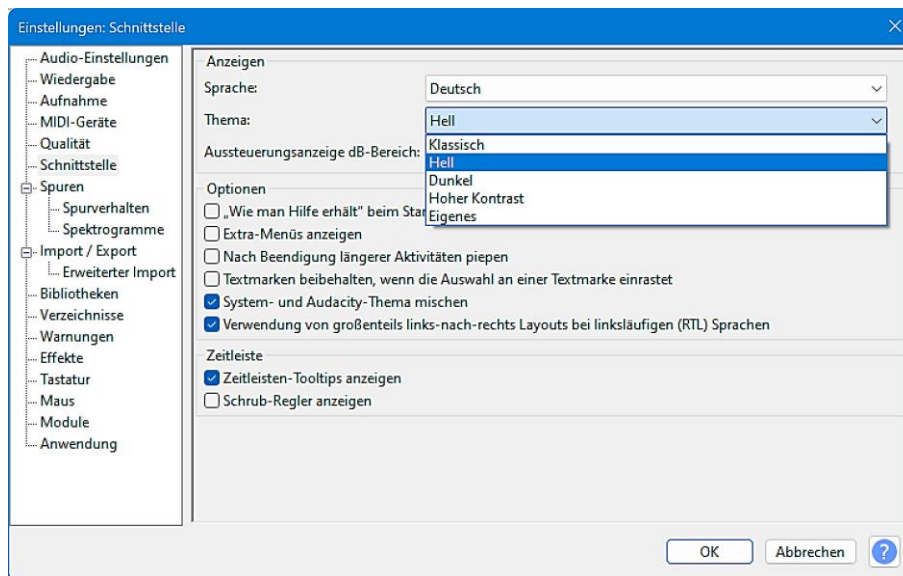 Einstellungen: Schnittstelle
Audio-Einstellungen
Wiedergabe
Aufnahme
MIDI-Geräte
Qualität
Schnittstelle
Spuren
Spurverhalten
Spektrogramme
Import / Export
Erweiterter Import
Bibliotheken
Verzeichnisse
Warnungen
Effekte
Tastatur
Maus
Module
Anwendung
Anzeigen
Sprache:
Deutsch
Thema:
Hell
Klassisch
Hell
Dunkel
Hoher Kontrast
Eigenes
Aussteuerungsanzeige dB-Bereich:
Optionen
„Wie man Hilfe erhält“ beim
Extra-Menüs anzeigen
Nach Beendigung längerer Aktivitäten piepen
Textmarken beibehalten, wenn die Auswahl an einer Textmarke einrastet
System- und Audacity-Thema mischen
Verwendung von großenteils links-nach-rechts Layouts bei linksläufigen (RTL) Sprachen
Zeitleiste
Zeitleisten-Tooltips anzeigen
Schrub-Regler anzeigen
OK
Abbrechen
?